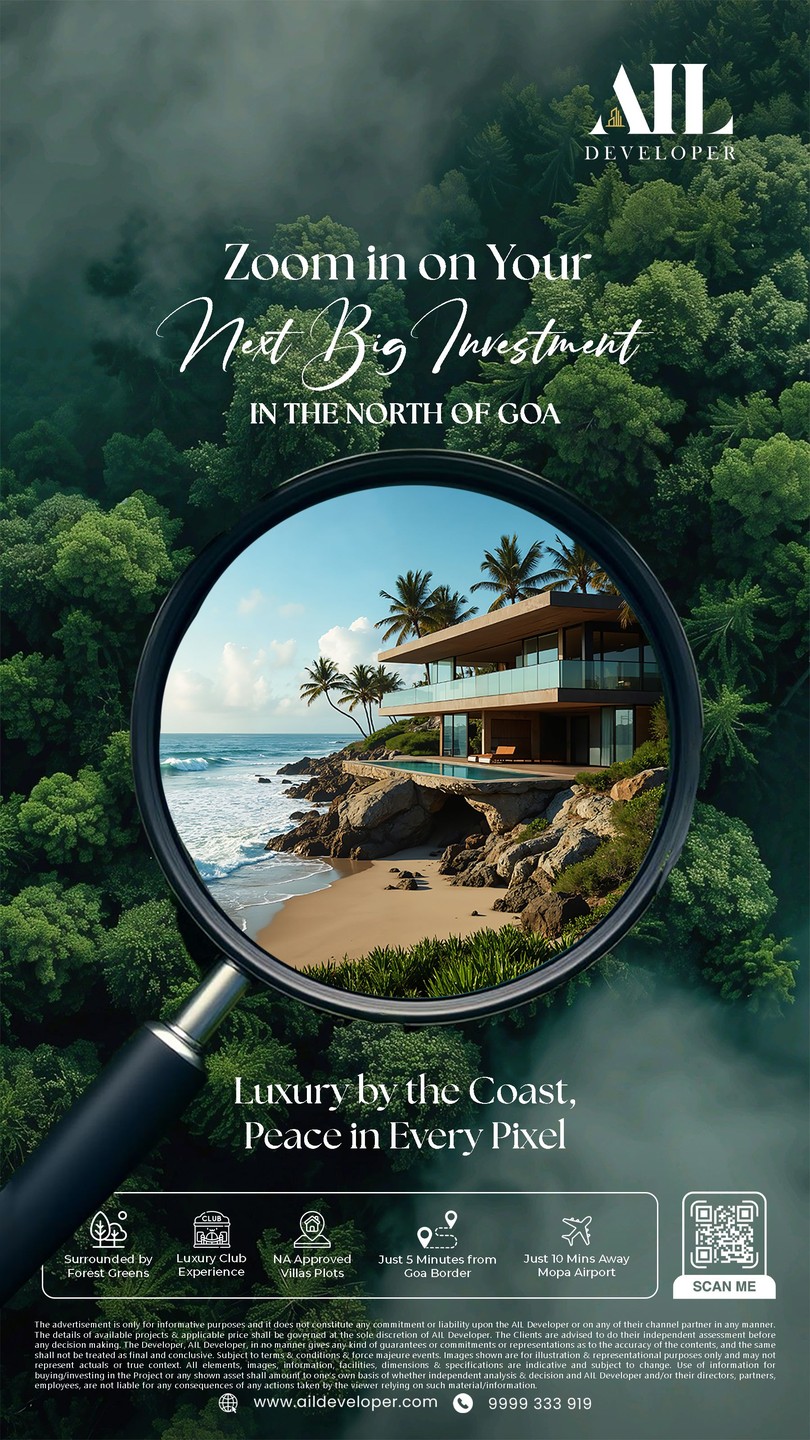 AIL
DEVELOPER
Zoom in on Your
Next Big Investment
IN THE NORTH OF GOA
Luxury by the Coast,
Peace in Every Pixel
CLUB
Surrounded by
Forest Greens
Luxury Club
Experience
NA Approved
Villas Plots
Just 5 Minutes from
Goa Border
Just 10 Mins Away
Mopa Airport
SCAN ME
The advertisement is only for informative purposes and it does not constitute any commitment or liability upon the AIL Developer or on any of their channel partner in any manner.
The details of available projects & applicable price shall be governed at the sole discretion of AIL Developer. The Clients are advised to do their independent assessment before
any decision making. The Developer, AIL Developer, in no manner gives any kind of guarantees or commitments or representations as to the accuracy of the contents, and the same
shall not be treated as final and conclusive. Subject to terms & conditions & force majeure events. Images shown are for illustration & representational purposes only and may not
represent actuals or true context. All elements, images, information, facilities, dimensions & specifications are indicative and subject to change. Use of information for
buying/investing in the Project or any shown asset shall amount to one's own basis of whether independent analysis & decision and AIL Developer and/or their directors, partners,
employees, are not liable for any consequences of any actions taken by the viewer relying on such material/information.
www.aildeveloper.com 9999 333 919